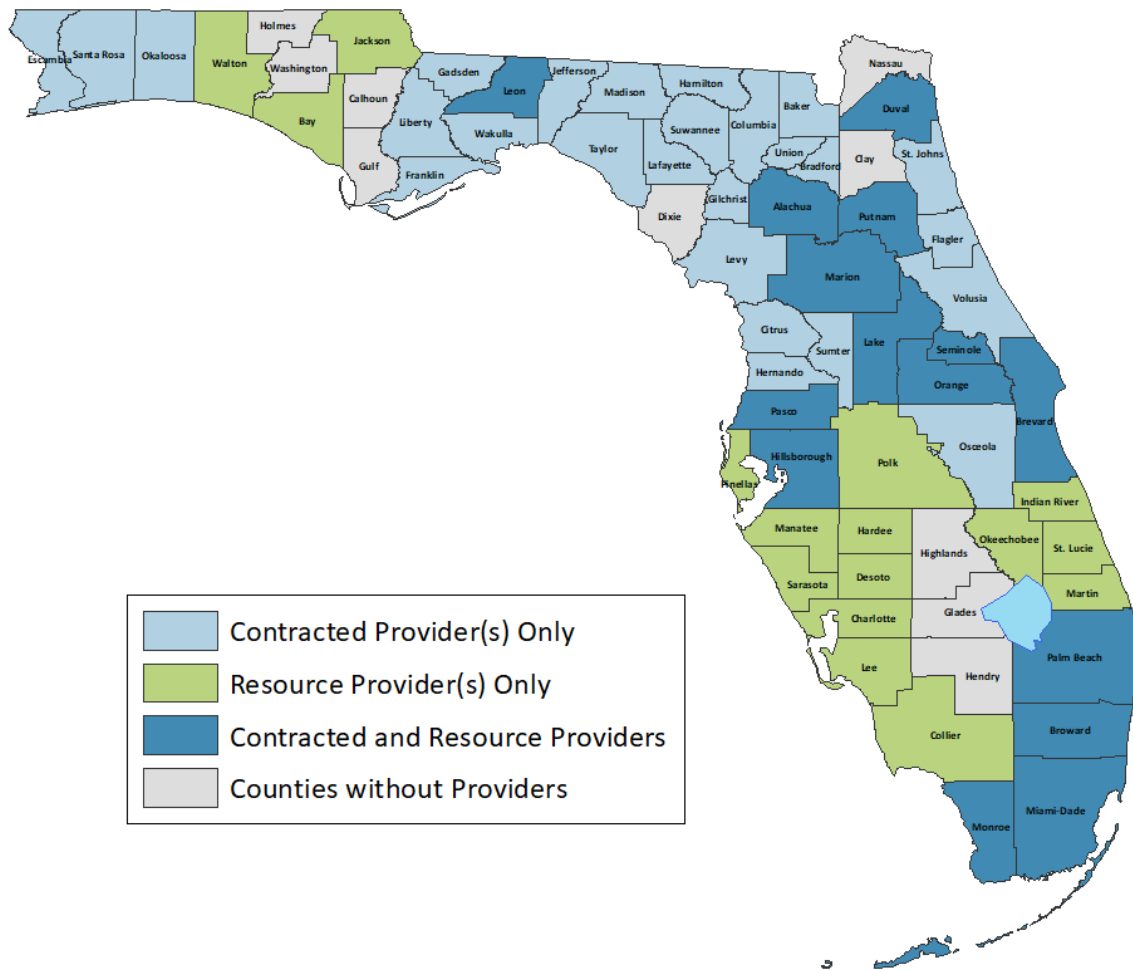 Holmes
Jackson
Escambia
Santa Rosa
Okaloosa
Walton
Washington
Nassau
Gadsden
Jefferson
Hamilton
Leon
Madison
Baker
Calhoun
Duval
Bay
Liberty
Wakulla
Suwannee
Columbia
Taylor
Lafayette
Union
Bradford
Clay
St. Johns
Gulf
Franklin
Gilchrist
Alachua
Dixie
Putnam
Flagler
Levy
Marion
Volusia
Citrus
Sumter
Lake
Seminole
Hernando
Orange
Pasco
Brevard
Osceola
Hillsborough
Polk
Pinellas
Indian River
Manatee
Hardee
Highlands
Okeechobee
St. Lucie
Sarasota
Desoto
Martin
Charlotte
Glades
Lee
Hendry
Palm Beach
Collier
Broward
Monroe
Miami-Dade
Contracted Provider(s) Only
Resource Provider(s) Only
Contracted and Resource Providers
Counties without Providers